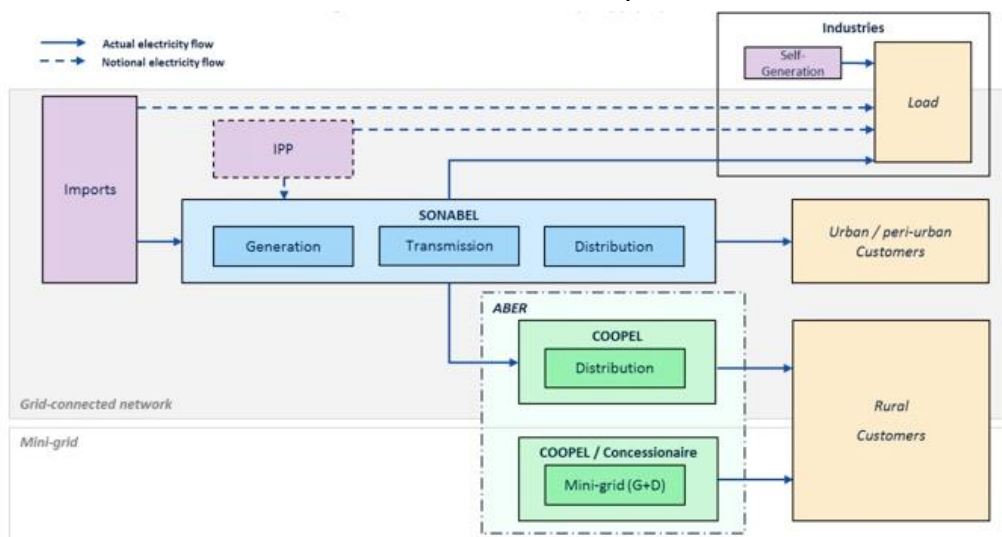 Industries
Actual electricity flow
Notional electricity flow
Self-
Generation
Load
IPP
Imports
SONABEL
Generation
Transmission
Distribution
Urban / peri-urban
Customers
ABER
COOPEL
Distribution
Grid-connected network
Rural
Customers
Mini-grid
COOPEL / Concessionaire
Mini-grid (G+D)